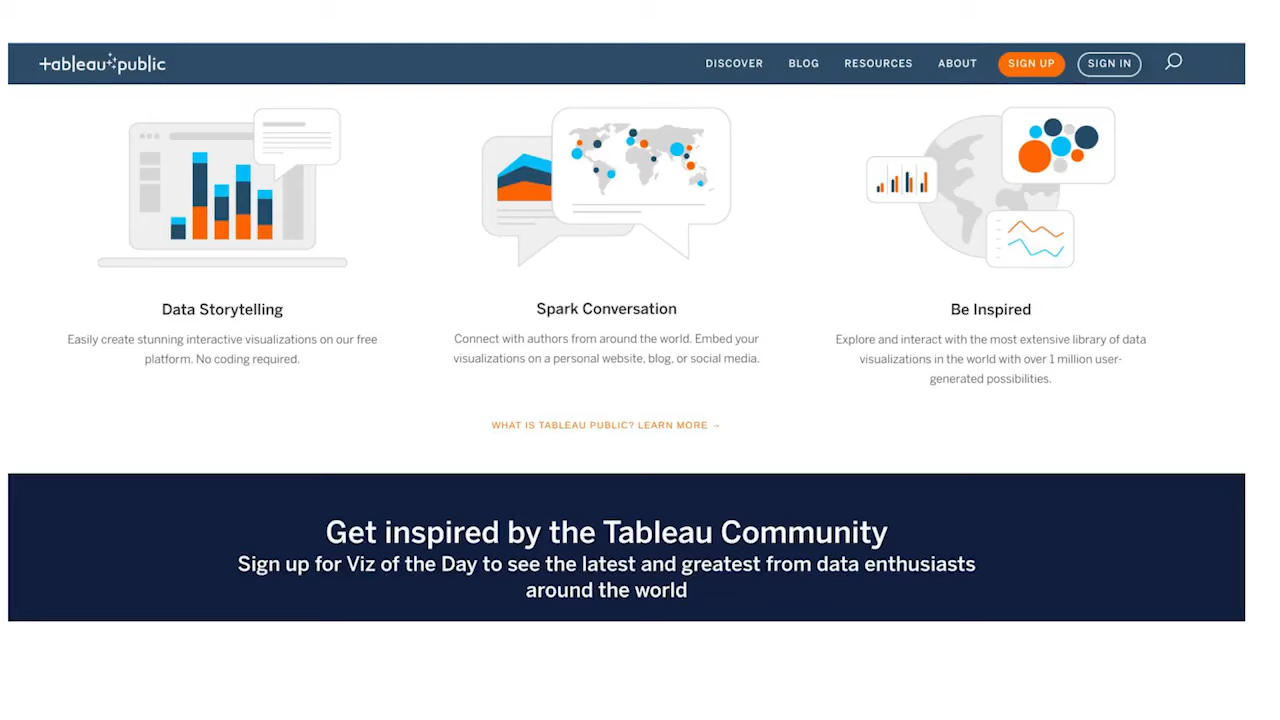 +ableau public
DISCOVER BLOG RESOURCES ABOUT SIGN UP SIGN IN
Data Storytelling
Easily create stunning interactive visualizations on our free
platform. No coding required.
Spark Conversation
Connect with authors from around the world. Embed your
visualizations on a personal website, blog, or social media.
Be Inspired
Explore and interact with the most extensive library of data
visualizations in the world with over 1 million user-
generated possibilities.
WHAT IS TABLEAU PUBLIC? LEARN MORE →
Get inspired by the Tableau Community
Sign up for Viz of the Day to see the latest and greatest from data enthusiasts
around the world